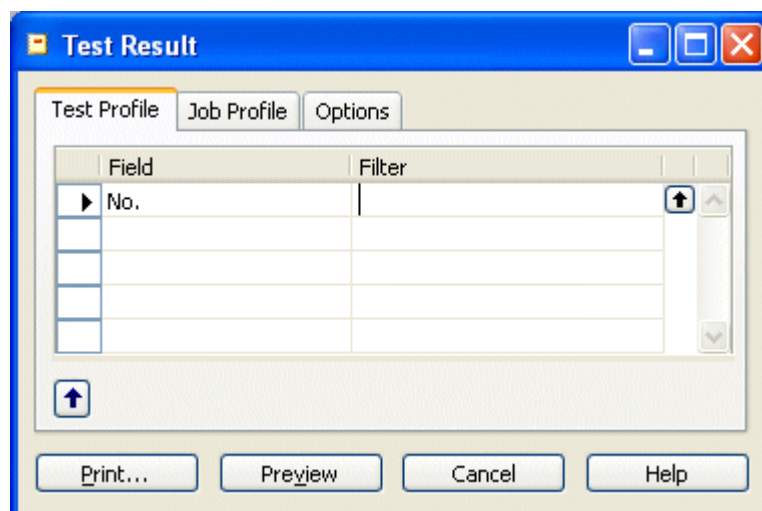 Test Result
Test Profile Job Profile Options
Field Filter
No.
Print... Preview Cancel Help